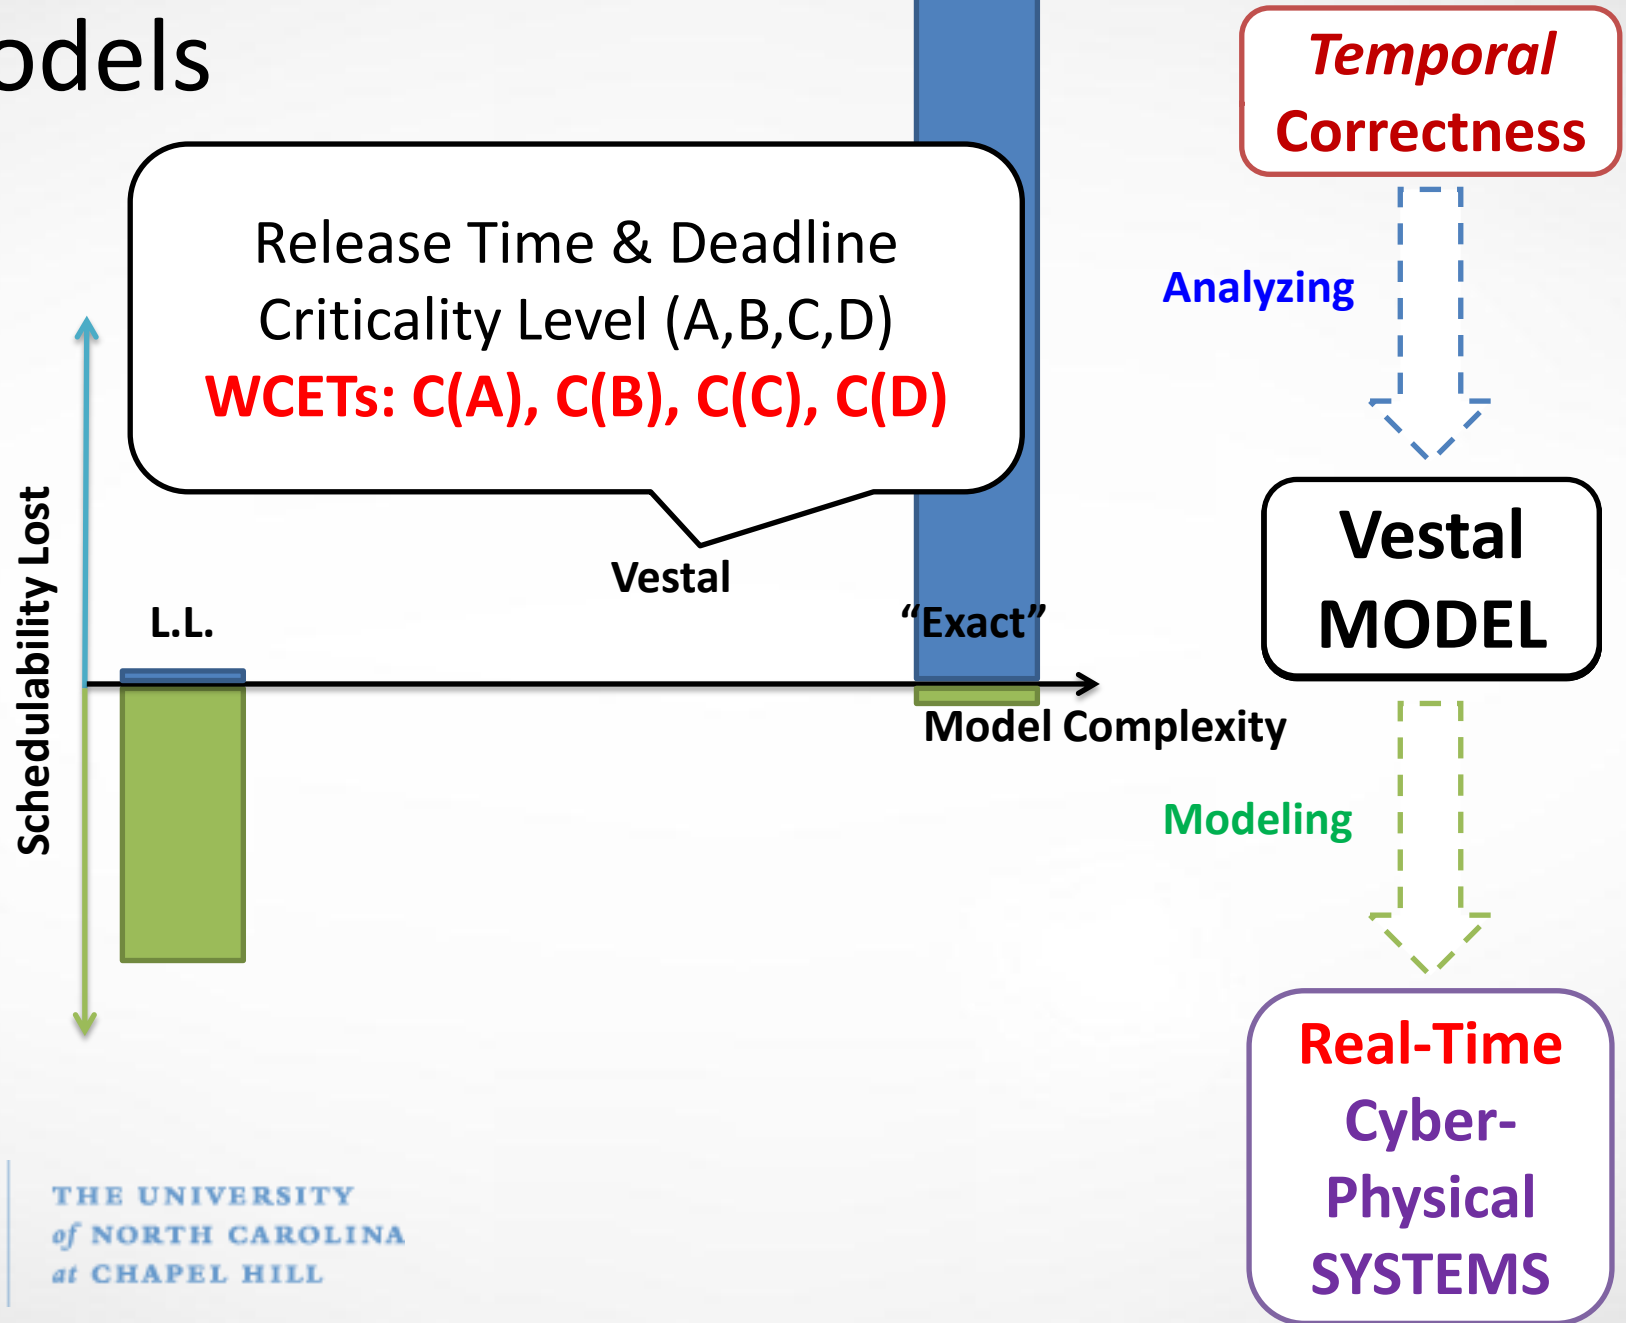 odels
Release Time & Deadline
Criticality Level (A,B,C,D)
WCETs: C(A), C(B), C(C), C(D)
Schedulability Lost
Vestal
L.L.
“Exact”
Model Complexity
Temporal
Correctness
Analyzing
Vestal
MODEL
Modeling
Real-Time
Cyber-
Physical
SYSTEMS
THE UNIVERSITY
of NORTH CAROLINA
at CHAPEL HILL